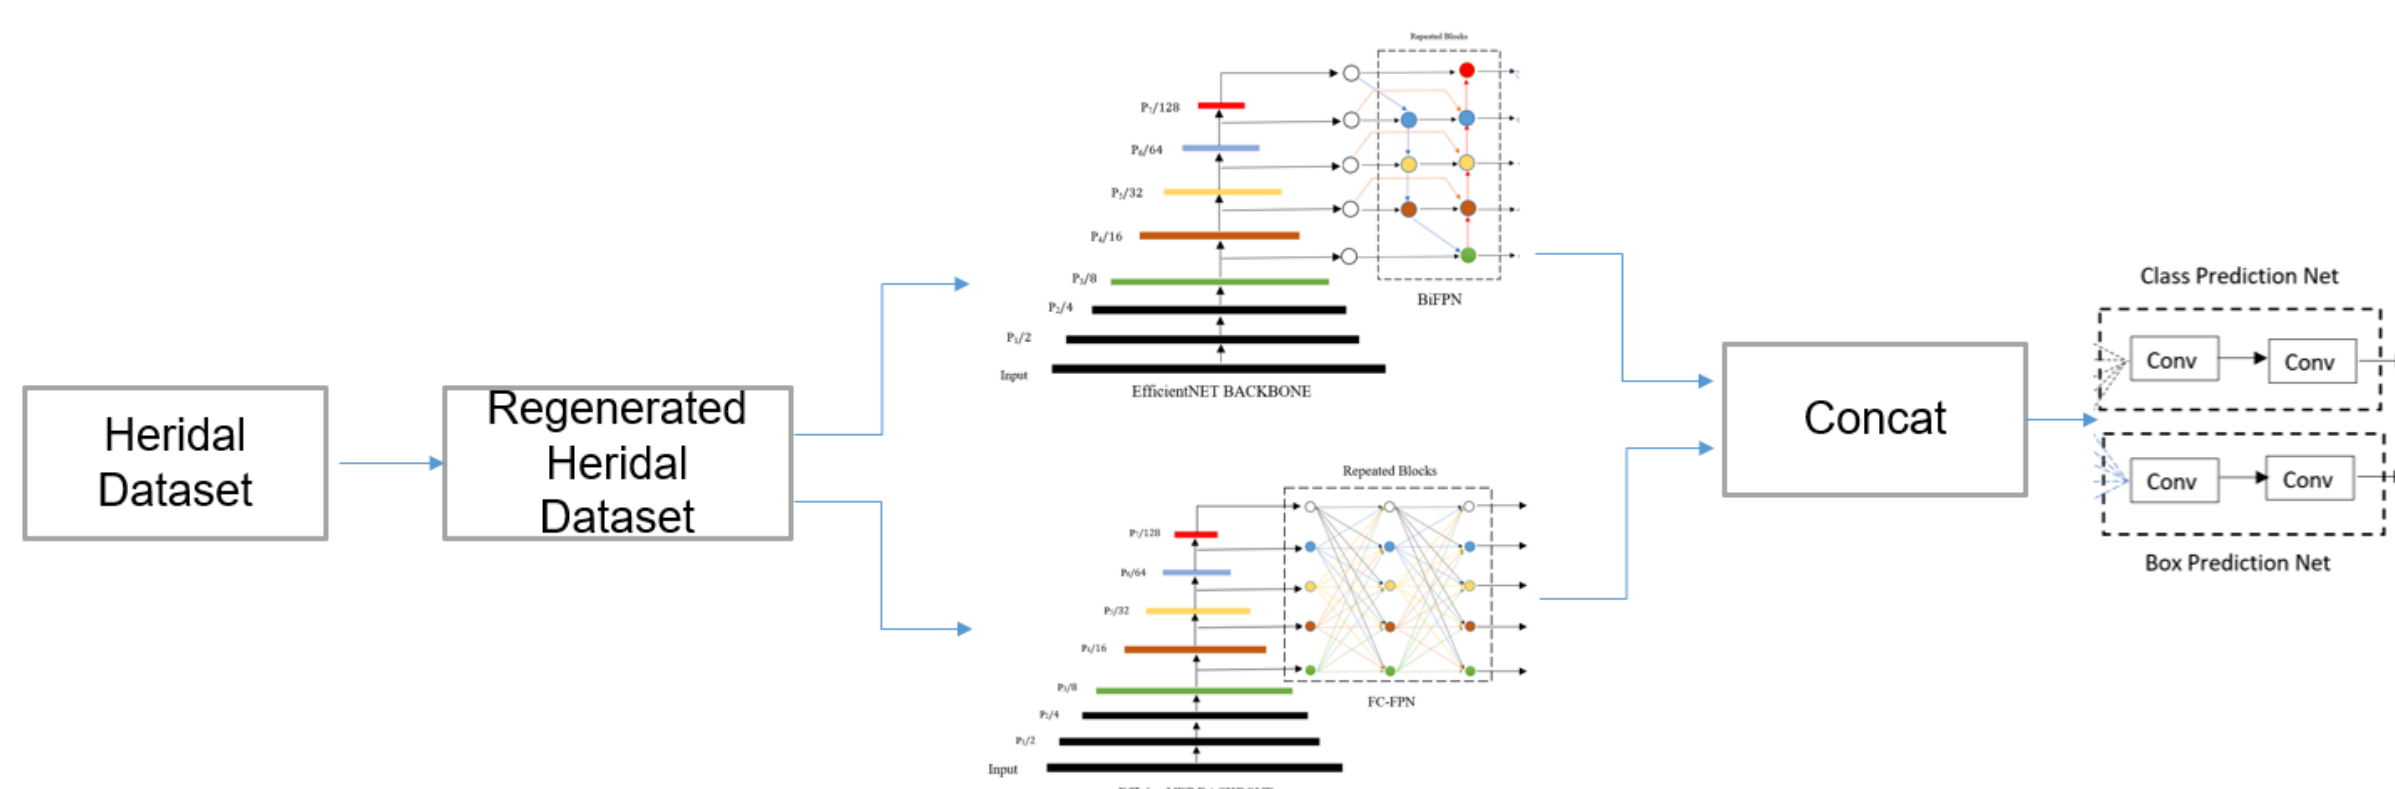 Heridal
Dataset
Regenerated
Heridal
Dataset
Repeated Blocks
P₇/128
P₆/64
P₅/32
P₄/16
P₃/8
P₂/4
P₁/2
Input
EfficientNET BACKBONE
BiFPN
Repeated Blocks
P₇/128
P₆/64
P₅/32
P₄/16
P₃/8
P₂/4
P₁/2
Input
FC-FPN
Concat
Class Prediction Net
Conv
Conv
Conv
Conv
Box Prediction Net